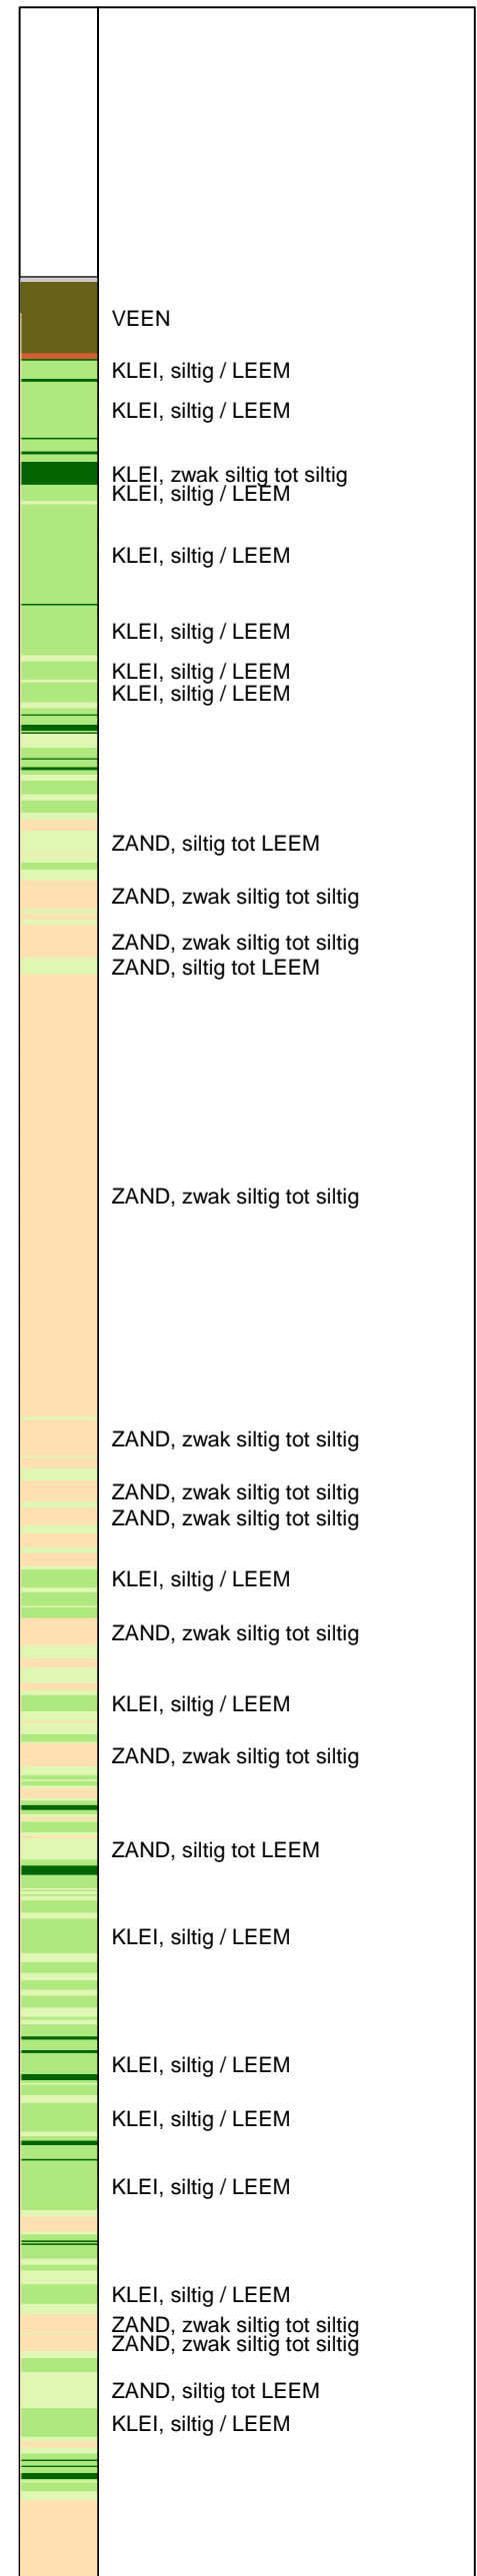 VEEN
KLEI, siltig / LEEM
KLEI, siltig / LEEM
KLEI, zwak siltig tot siltig
KLEI, siltig / LEEM
KLEI, siltig / LEEM
KLEI, siltig / LEEM
KLEI, siltig / LEEM
KLEI, siltig / LEEM
ZAND, siltig tot LEEM
ZAND, zwak siltig tot siltig
ZAND, zwak siltig tot siltig
ZAND, siltig tot LEEM
ZAND, zwak siltig tot siltig
ZAND, zwak siltig tot siltig
ZAND, zwak siltig tot siltig
ZAND, zwak siltig tot siltig
KLEI, siltig / LEEM
ZAND, zwak siltig tot siltig
KLEI, siltig / LEEM
ZAND, zwak siltig tot siltig
ZAND, siltig tot LEEM
KLEI, siltig / LEEM
KLEI, siltig / LEEM
KLEI, siltig / LEEM
KLEI, siltig / LEEM
KLEI, siltig / LEEM
ZAND, zwak siltig tot siltig
ZAND, zwak siltig tot siltig
ZAND, siltig tot LEEM
KLEI, siltig / LEEM